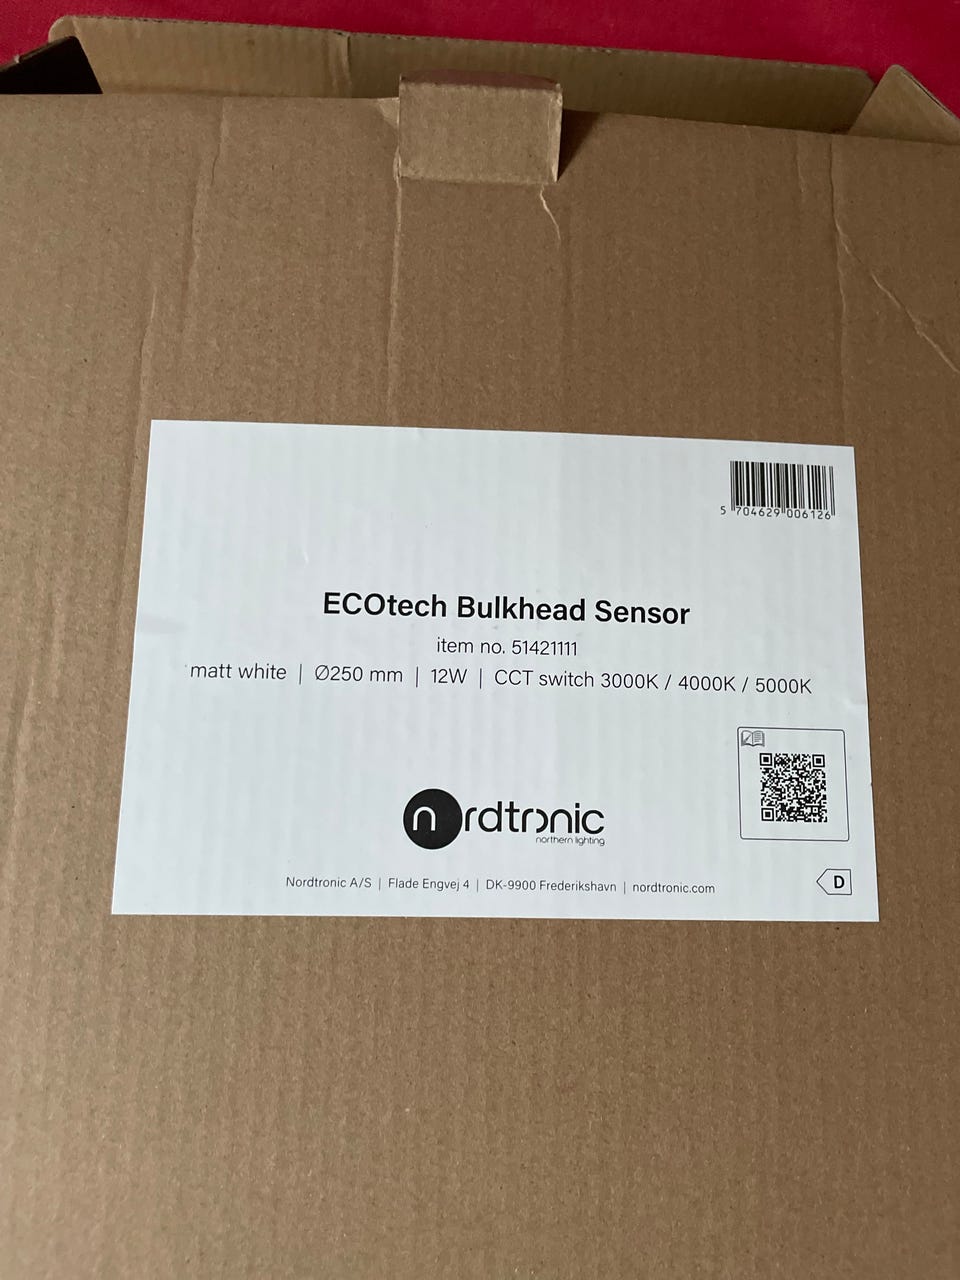 5 704629 006126
ECOtech Bulkhead Sensor
item no. 51421111
matt white | Ø250 mm | 12W | CCT switch 3000K / 4000K / 5000K
nordtronic
northern lighting
Nordtronic A/S | Flade Engvej 4 | DK-9900 Frederikshavn | nordtronic.com
D